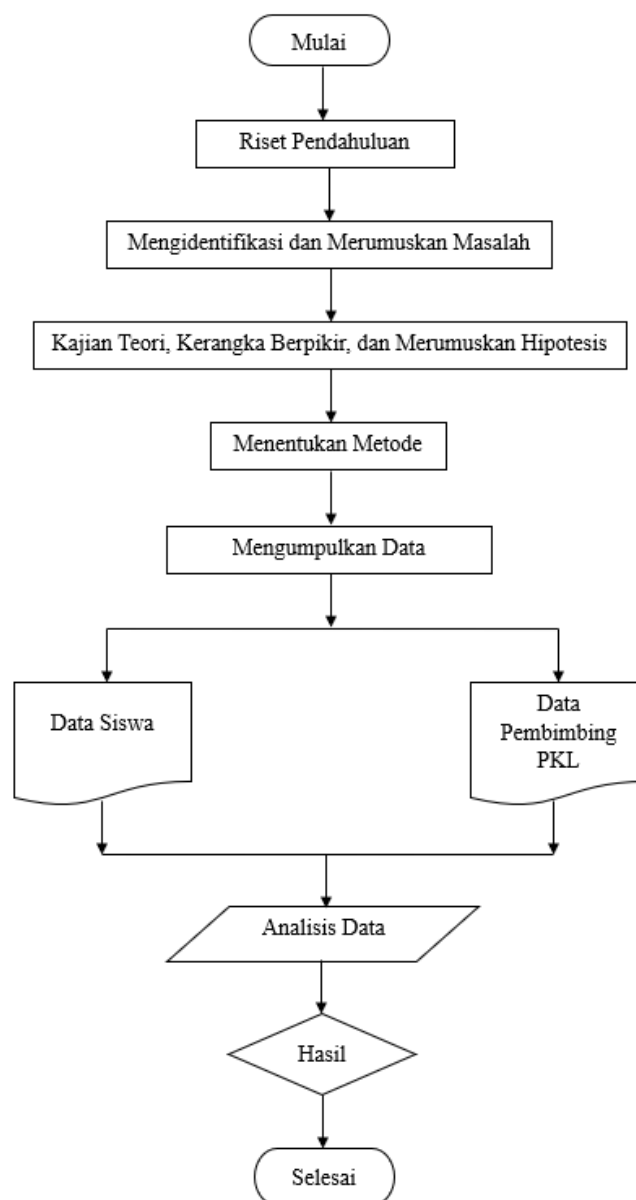 Mulai
Riset Pendahuluan
Mengidentifikasi dan Merumuskan Masalah
Kajian Teori, Kerangka Berpikir, dan Merumuskan Hipotesis
Menentukan Metode
Mengumpulkan Data
Data Siswa
Data
Pembimbing
PKL
Analisis Data
Hasil
Selesai